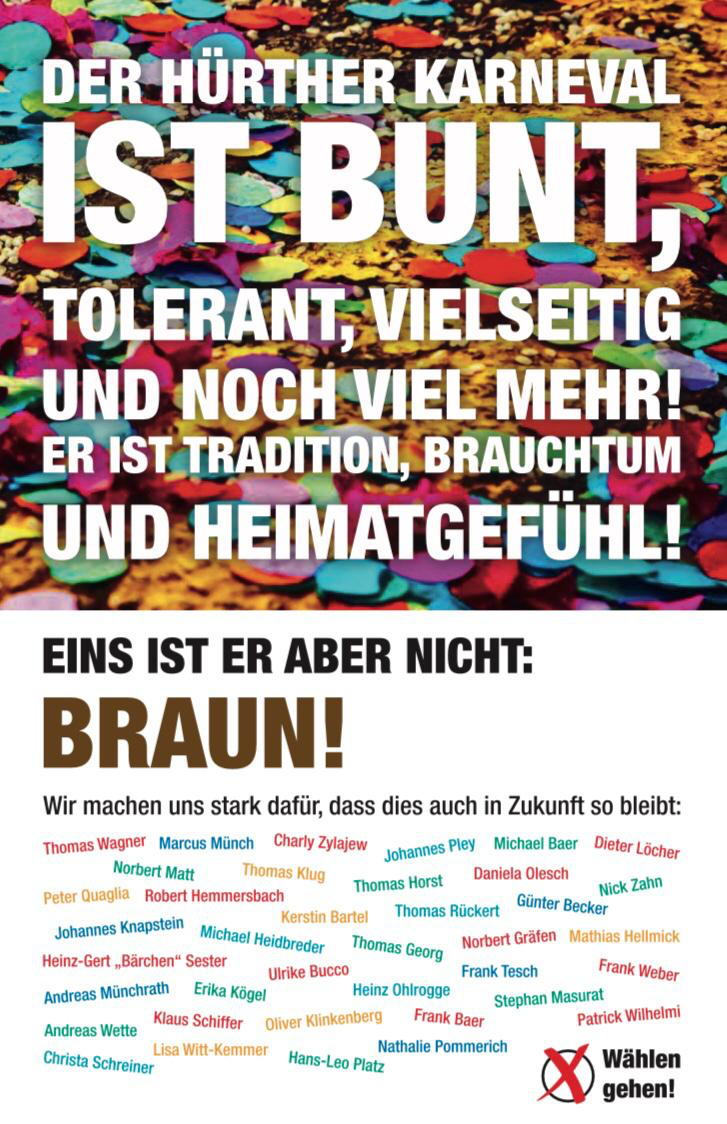 DER HÜRTHER KARNEVAL
IST BUNT,
TOLERANT, VIELSEITIG
UND NOCH VIEL MEHR!
ER IST TRADITION, BRAUCHTUM
UND HEIMATGEFÜHL!
EINS IST ER ABER NICHT:
BRAUN!
Wir machen uns stark dafür, dass dies auch in Zukunft so bleibt:
Thomas Wagner Marcus Münch Charly Zylajew Johannes Pley Michael Baer Dieter Löcher
Norbert Matt Thomas Klug Thomas Horst Daniela Olesch Nick Zahn
Peter Quaglia Robert Hemmersbach Kerstin Bartel Thomas Rückert Günter Becker
Johannes Knapstein Michael Heidbreder Thomas Georg Norbert Gräfen Mathias Hellmick
Heinz-Gert „Bärchen“ Sester Ulrike Bucco Frank Tesch Frank Weber
Andreas Münchrath Erika Kögel Heinz Ohlrogge Stephan Masurat
Andreas Wette Klaus Schiffer Oliver Klinkenberg Frank Baer Patrick Wilhelmi
Christa Schreiner Lisa Witt-Kemmer Hans-Leo Platz Nathalie Pommerich
Wählen
gehen!